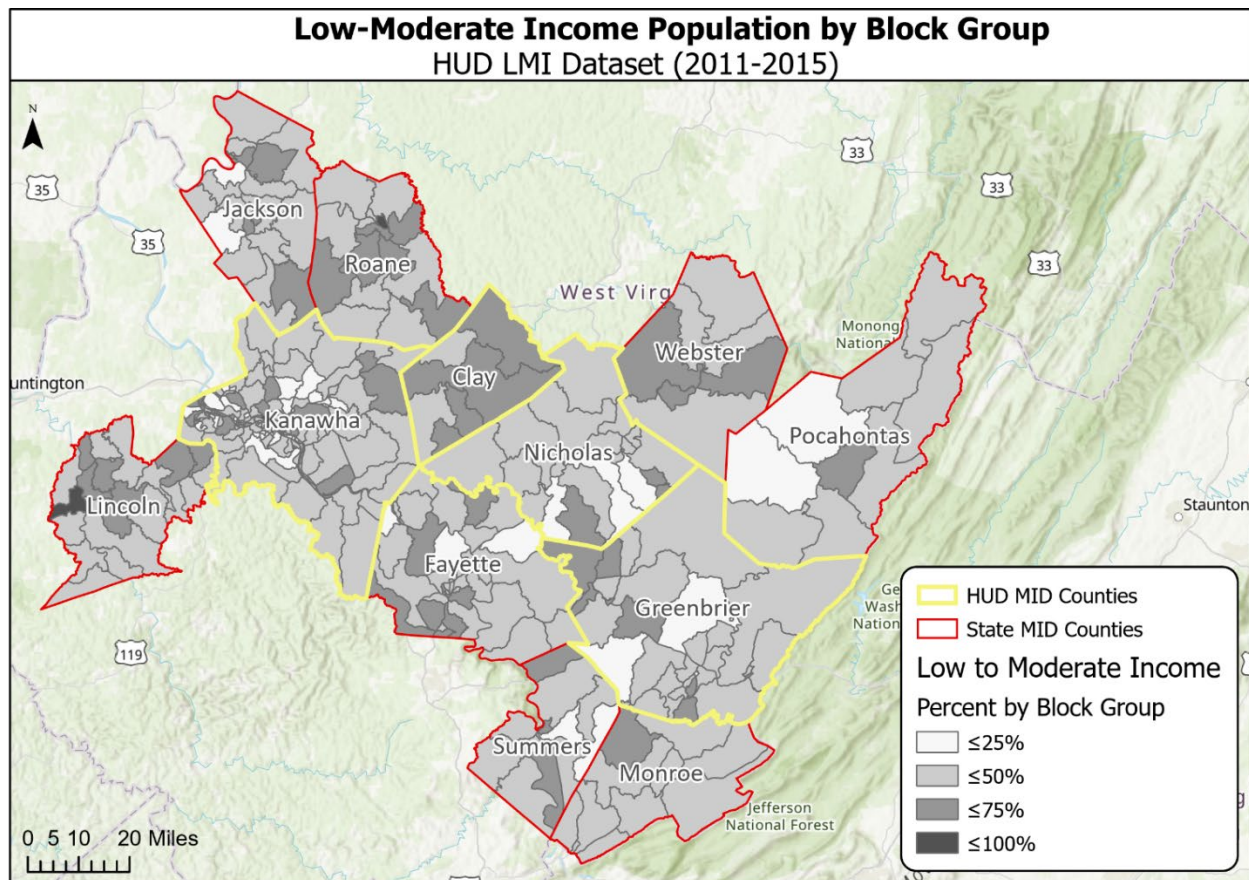 Low-Moderate Income Population by Block Group
HUD LMI Dataset (2011-2015)
N
33
35
33
Jackson
35
Roane
33
West Virg
Monong
National
Webster
untington
Clay
Kanawha
Pocahontas
Nicholas
Lincoln
Staunton
Fayette
Greenbrier
Ge
Wash
Nation
119
Summers
Monroe
Jefferson
National Forest
HUD MID Counties
State MID Counties
Low to Moderate Income
Percent by Block Group
≤25%
≤50%
≤75%
≤100%
0 5 10 20 Miles